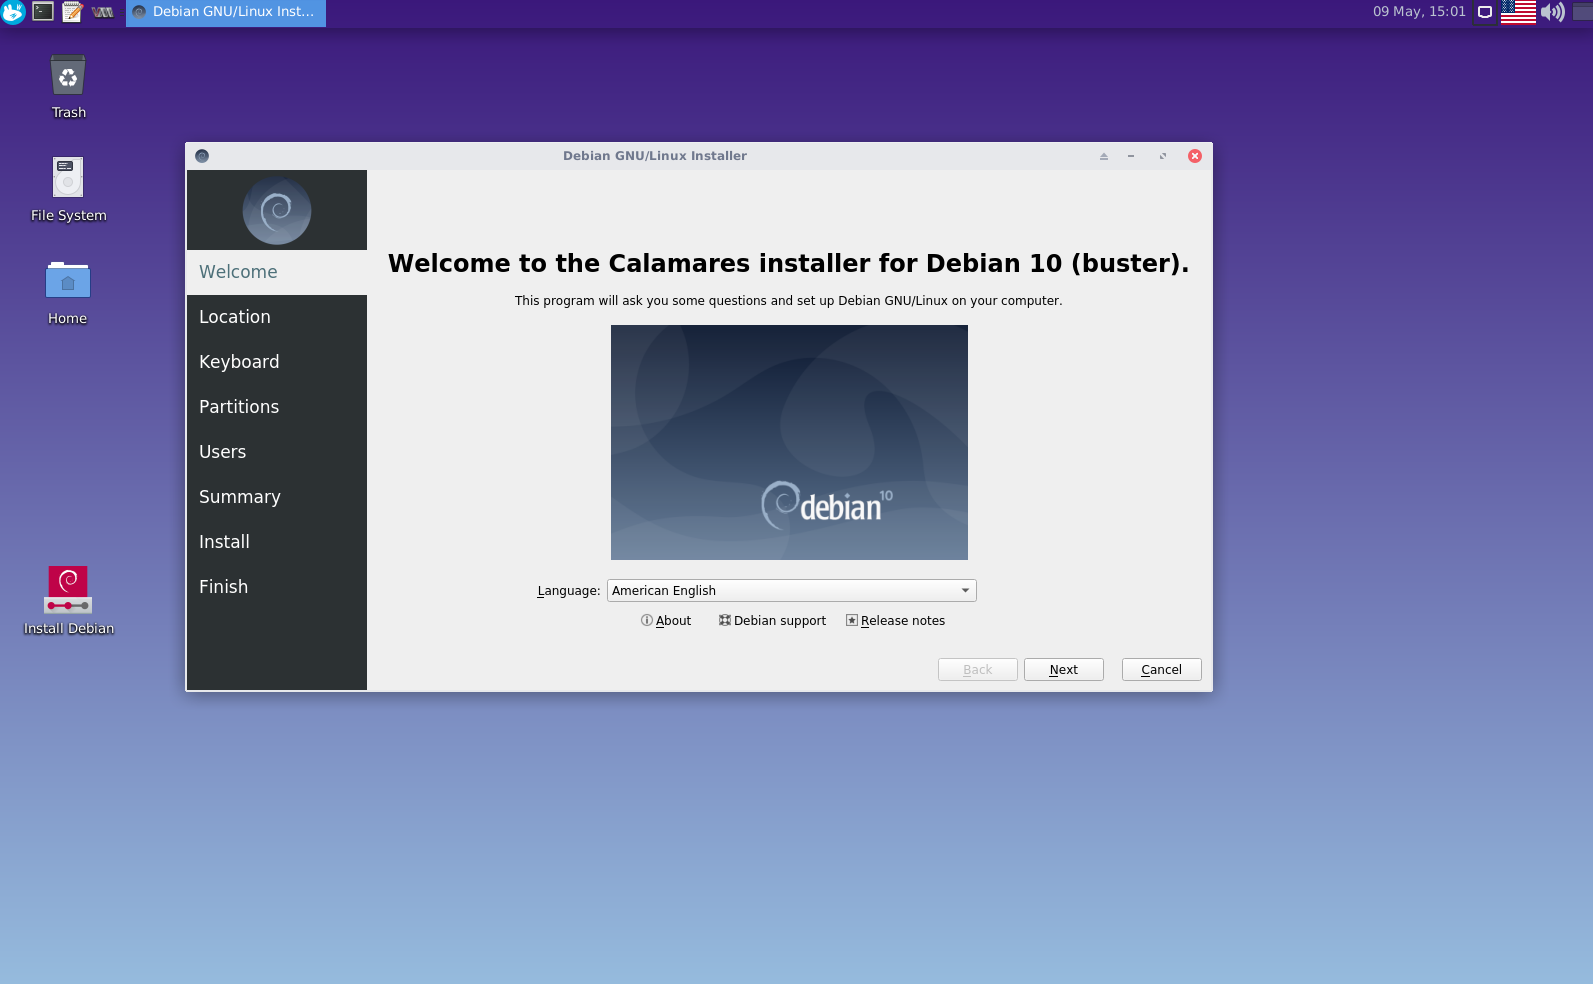 Debian GNU/Linux Inst...
09 May, 15:01
Trash
File System
Home
Install Debian
Debian GNU/Linux Installer
Welcome
Location
Keyboard
Partitions
Users
Summary
Install
Finish
Welcome to the Calamares installer for Debian 10 (buster).
This program will ask you some questions and set up Debian GNU/Linux on your computer.
debian 10
Language: American English
About Debian support Release notes
Back Next Cancel